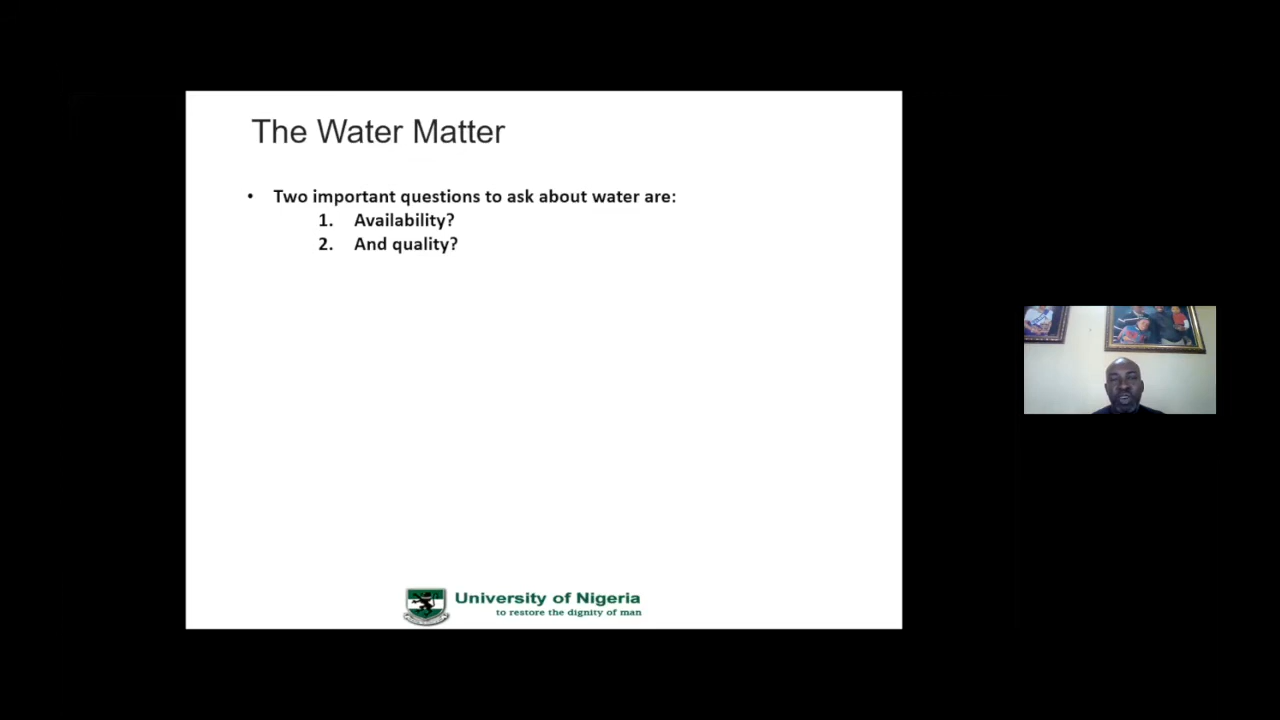 The Water Matter
• Two important questions to ask about water are:
1. Availability?
2. And quality?
University of Nigeria
to restore the dignity of man